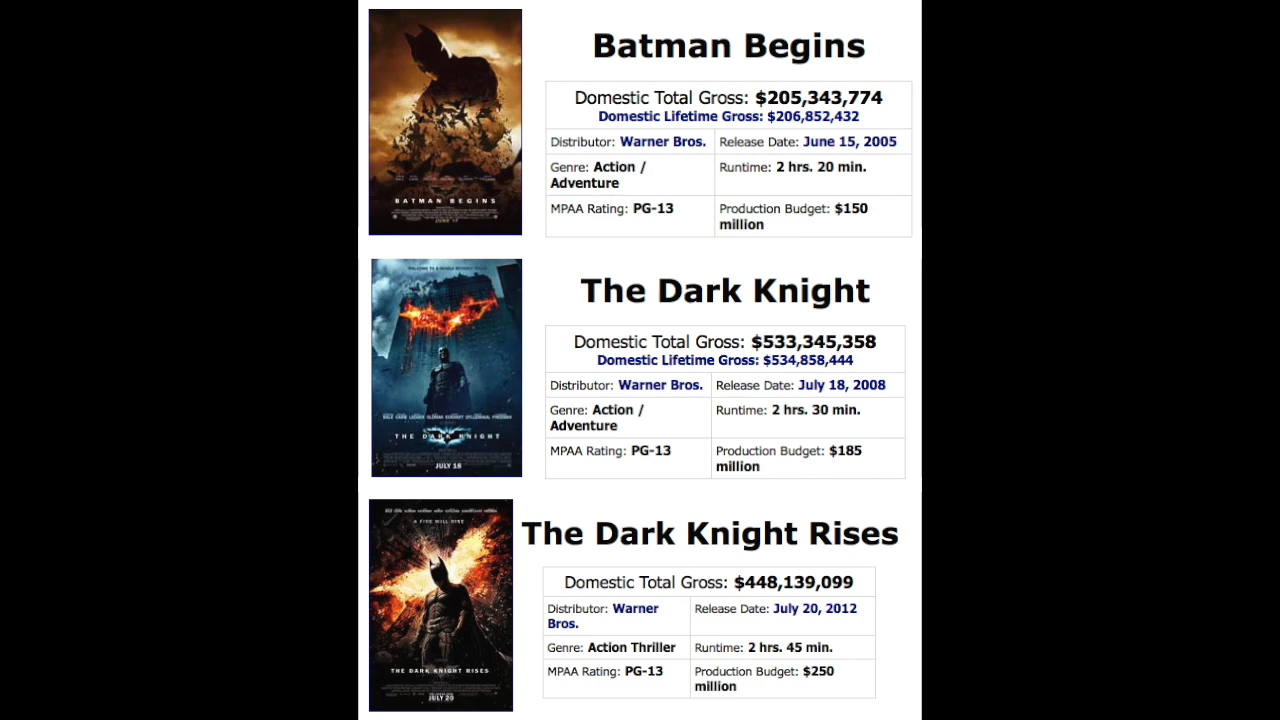 Batman Begins
Domestic Total Gross: $205,343,774
Domestic Lifetime Gross: $206,852,432
Distributor: Warner Bros.
Release Date: June 15, 2005
Genre: Action /
Adventure
Runtime: 2 hrs. 20 min.
MPAA Rating: PG-13
Production Budget: $150
million
BATMAN BEGINS
The Dark Knight
Domestic Total Gross: $533,345,358
Domestic Lifetime Gross: $534,858,444
Distributor: Warner Bros.
Release Date: July 18, 2008
Genre: Action /
Adventure
Runtime: 2 hrs. 30 min.
MPAA Rating: PG-13
Production Budget: $185
million
THE DARK KNIGHT
JULY 18
The Dark Knight Rises
Domestic Total Gross: $448,139,099
Distributor: Warner
Bros.
Release Date: July 20, 2012
Genre: Action Thriller
Runtime: 2 hrs. 45 min.
MPAA Rating: PG-13
Production Budget: $250
million
A FIRE WILL RISE
THE DARK KNIGHT RISES
JULY 20